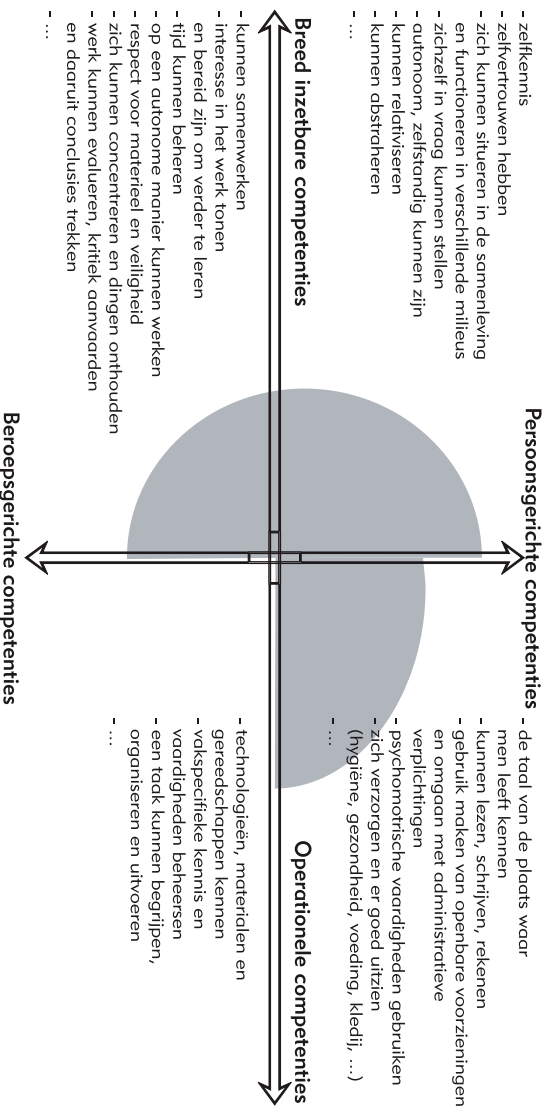 Persoonsgerichte competenties
- zelfkennis
- zelfvertrouwen hebben
- zich kunnen situeren in de samenleving
en functioneren in verschillende milieus
- zichzelf in vraag kunnen stellen
- autonoom, zelfstandig kunnen zijn
- kunnen relativiseren
- kunnen abstraheren
- ...
- de taal van de plaats waar
men leeft kennen
- kunnen lezen, schrijven, rekenen
- gebruik maken van openbare voorzieningen
en omgaan met administratieve
verplichtingen
- psychomotrische vaardigheden gebruiken
- zich verzorgen en er goed uitzien
(hygiëne, gezondheid, voeding, kledij, ...)
- ...
Breed inzetbare competenties
Operationele competenties
- kunnen samenwerken
- interesse in het werk tonen
en bereid zijn om verder te leren
- tijd kunnen beheren
- op een autonome manier kunnen werken
- respect voor materieel en veiligheid
- zich kunnen concentreren en dingen onthouden
- werk kunnen evalueren, kritiek aanvaarden
en daaruit conclusies trekken
- ...
- technologieën, materialen en
gereedschappen kennen
- vakspecifieke kennis en
vaardigheden beheersen
- een taak kunnen begrijpen,
organiseren en uitvoeren
- ...
Beroepsgerichte competenties